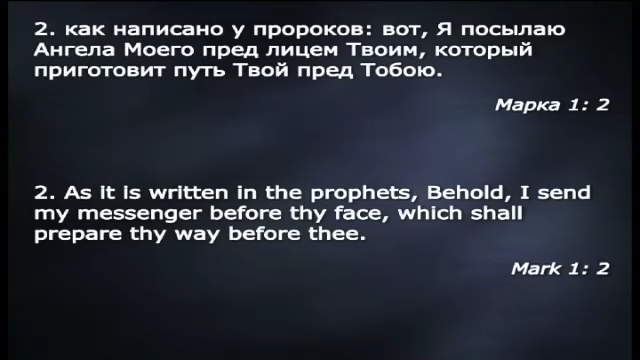 2. как написано у пророков: вот, Я посылаю
Ангела Моего пред лицем Твоим, который
приготовит путь Твой пред Тобою.
Марка 1: 2
2. As it is written in the prophets, Behold, I send
my messenger before thy face, which shall
prepare thy way before thee.
Mark 1: 2